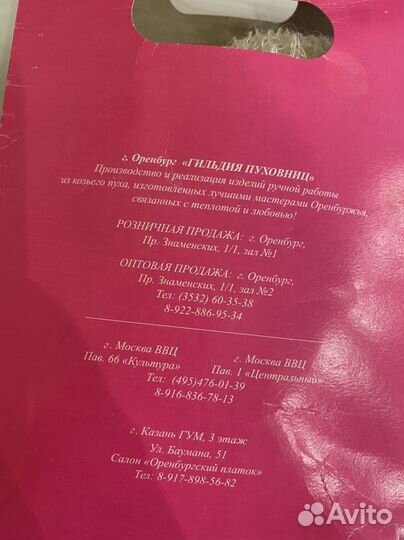 г. Оренбург «ГИЛЬДИЯ ПУХОВНИЦ»
Производство и реализация изделий ручной работы
из козьего пуха, изготовленных лучшими мастерами Оренбуржья,
связанных с теплотой и любовью!
РОЗНИЧНАЯ ПРОДАЖА: г. Оренбург,
Пр. Знаменских, 1/1, зал №1
ОПТОВАЯ ПРОДАЖА: г. Оренбург,
Пр. Знаменских, 1/1, зал №2
Тел: (3532) 60-35-38
8-922-886-95-34
г. Москва ВВЦ
Пав. 66 «Культура»
Тел: (495)476-01-39
8-916-836-78-13
г. Москва ВВЦ
Пав. 1 «Центральный»
г. Казань ГУМ, 3 этаж
Ул. Баумана, 51
Салон «Оренбургский платок»
Тел: 8-917-898-56-82
Avito